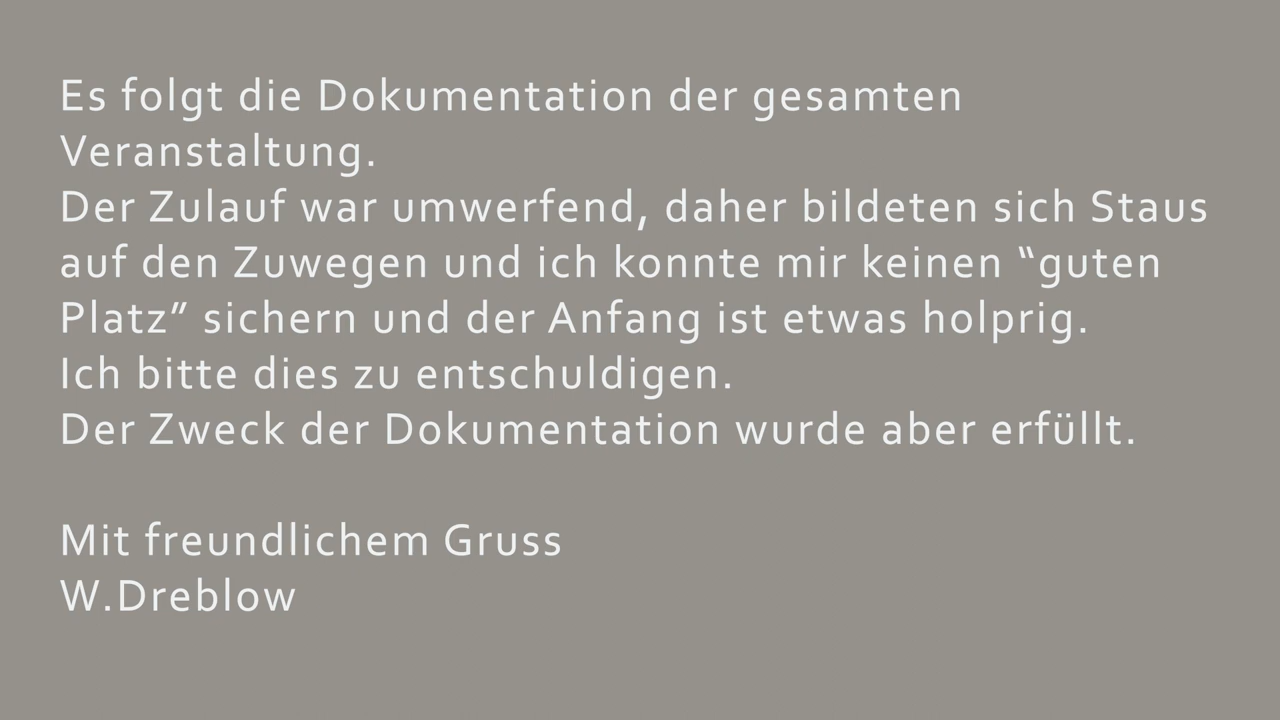 Es folgt die Dokumentation der gesamten
Veranstaltung.
Der Zulauf war umwerfend, daher bildeten sich Staus
auf den Zuwegen und ich konnte mir keinen “guten
Platz” sichern und der Anfang ist etwas holprig.
Ich bitte dies zu entschuldigen.
Der Zweck der Dokumentation wurde aber erfüllt.
Mit freundlichem Gruss
W.Dreblow